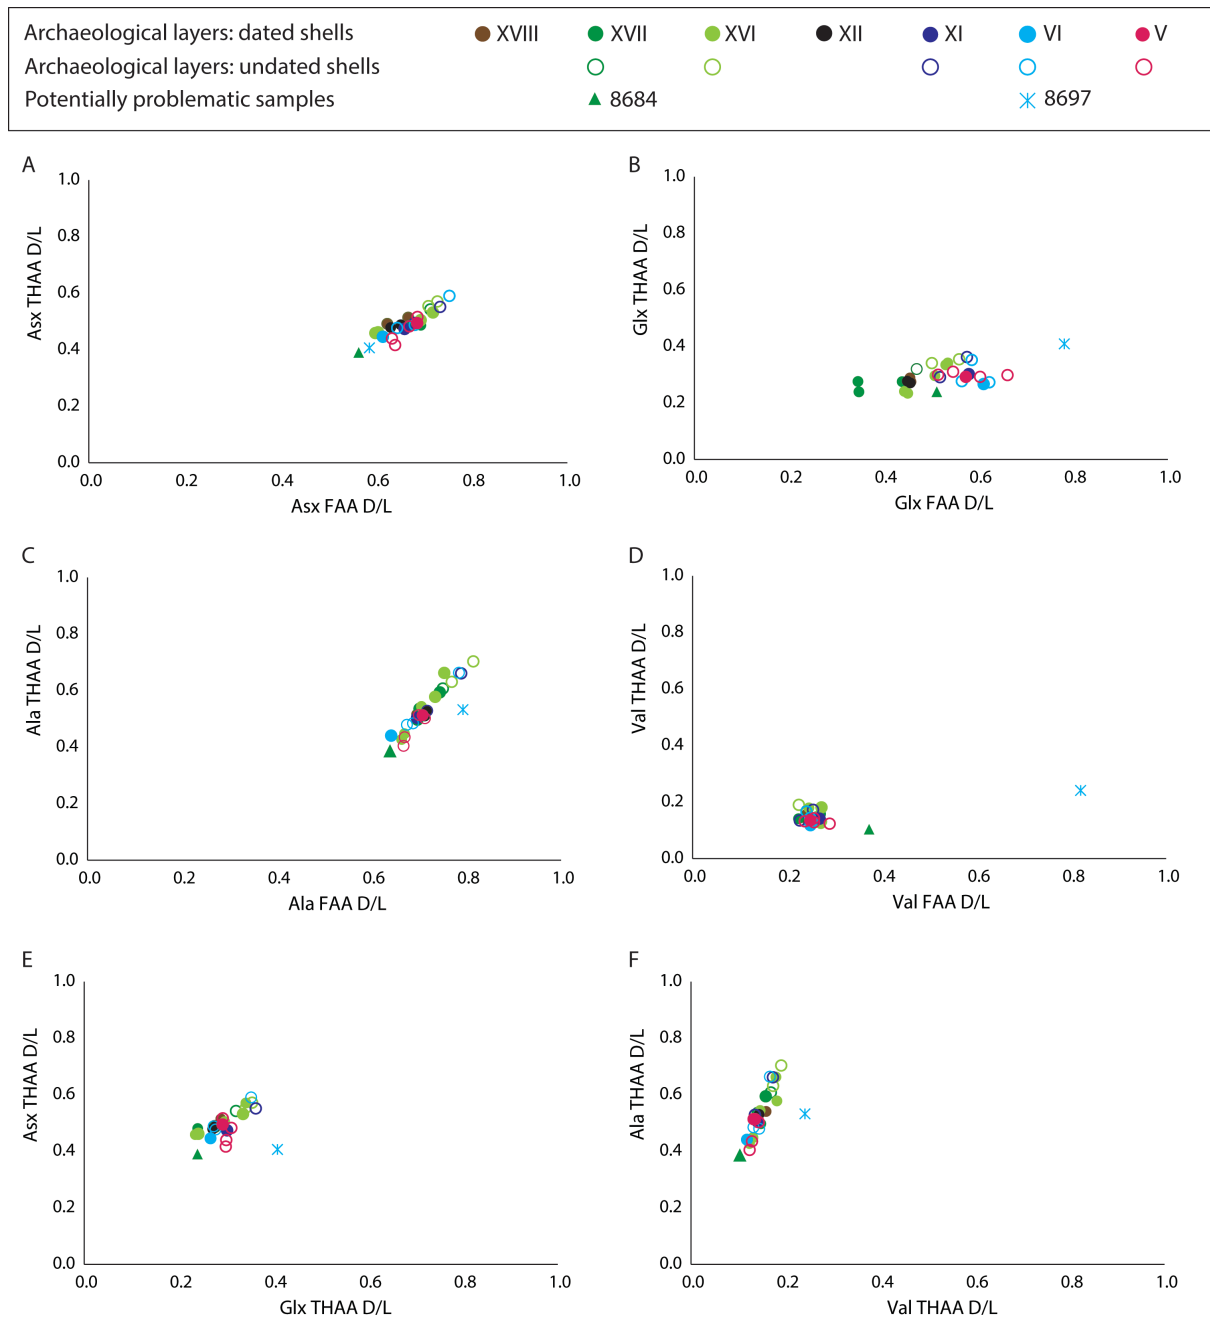 Archaeological layers: dated shells XVIII XVII XVI XII XI VI V
Archaeological layers: undated shells
Potentially problematic samples 8684 8697
A
1.0
0.8
0.6
0.4
0.2
0.0
Asx THAA D/L
0.0 0.2 0.4 0.6 0.8 1.0
Asx FAA D/L
B
1.0
0.8
0.6
0.4
0.2
0.0
Glx THAA D/L
0.0 0.2 0.4 0.6 0.8 1.0
Glx FAA D/L
C
1.0
0.8
0.6
0.4
0.2
0.0
Ala THAA D/L
0.0 0.2 0.4 0.6 0.8 1.0
Ala FAA D/L
D
1.0
0.8
0.6
0.4
0.2
0.0
Val THAA D/L
0.0 0.2 0.4 0.6 0.8 1.0
Val FAA D/L
E
1.0
0.8
0.6
0.4
0.2
0.0
Asx THAA D/L
0.0 0.2 0.4 0.6 0.8 1.0
Glx THAA D/L
F
1.0
0.8
0.6
0.4
0.2
0.0
Ala THAA D/L
0.0 0.2 0.4 0.6 0.8 1.0
Val THAA D/L